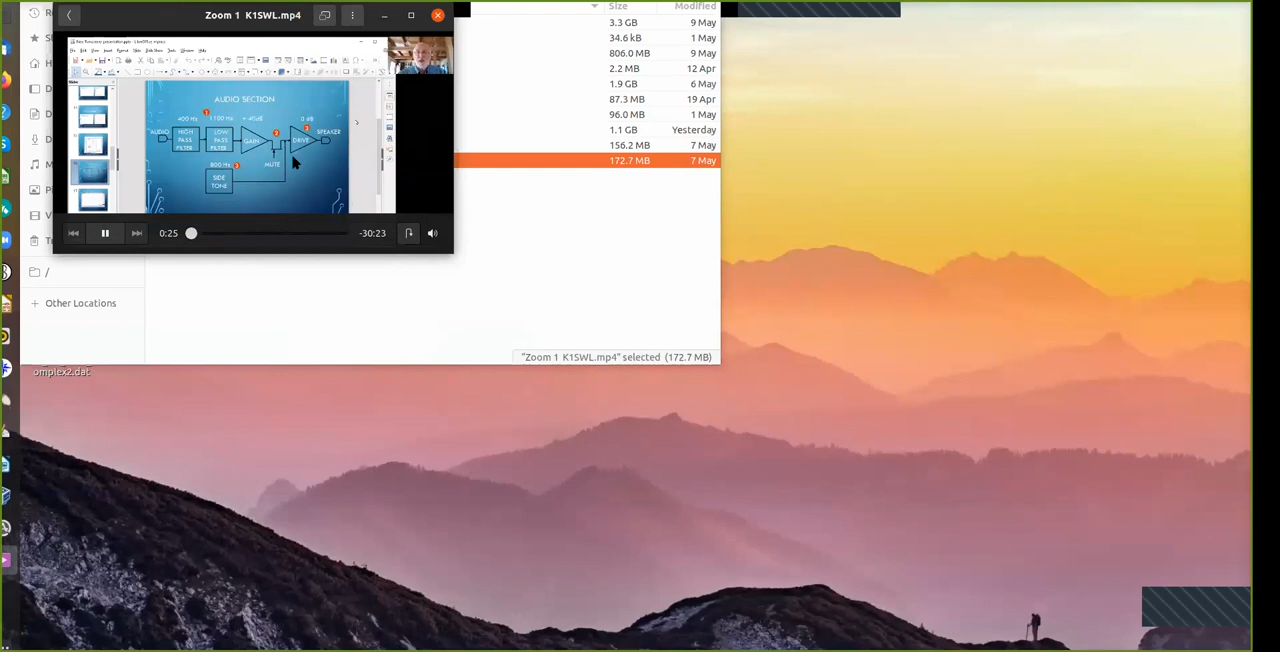 Zoom 1 K1SWL.mp4
Size Modified
3.3 GB 9 May
34.6 kB 1 May
806.0 MB 9 May
2.2 MB 12 Apr
1.9 GB 6 May
87.3 MB 19 Apr
96.0 MB 1 May
1.1 GB Yesterday
156.2 MB 7 May
172.7 MB 7 May
AUDIO SECTION
400 Hz 1 1100 Hz + 40dB 0 dB
AUDIO HIGH PASS FILTER LOW PASS FILTER GAIN 2 DRIVE SPEAKER
MUTE
800 Hz 3
SIDE TONE
0:25 -30:23
/
+ Other Locations
"Zoom 1 K1SWL.mp4" selected (172.7 MB)
omplex2.dat